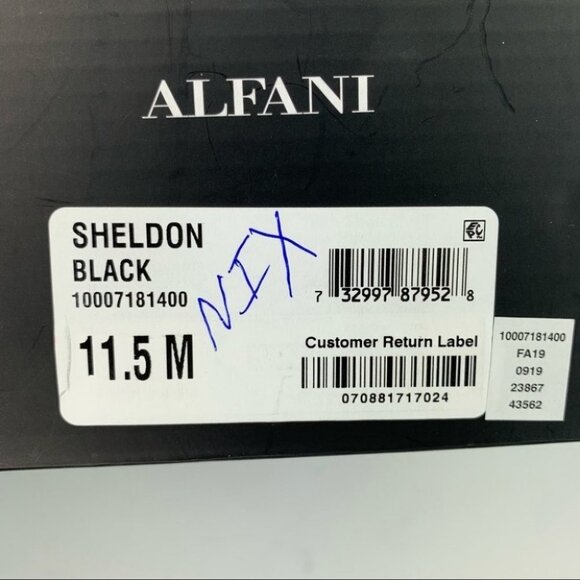 ALFANI
SHELDON
BLACK
10007181400
11.5 M
NIX
7 32997 87952 8
Customer Return Label
070881717024
10007181400
FA19
0919
23867
43562